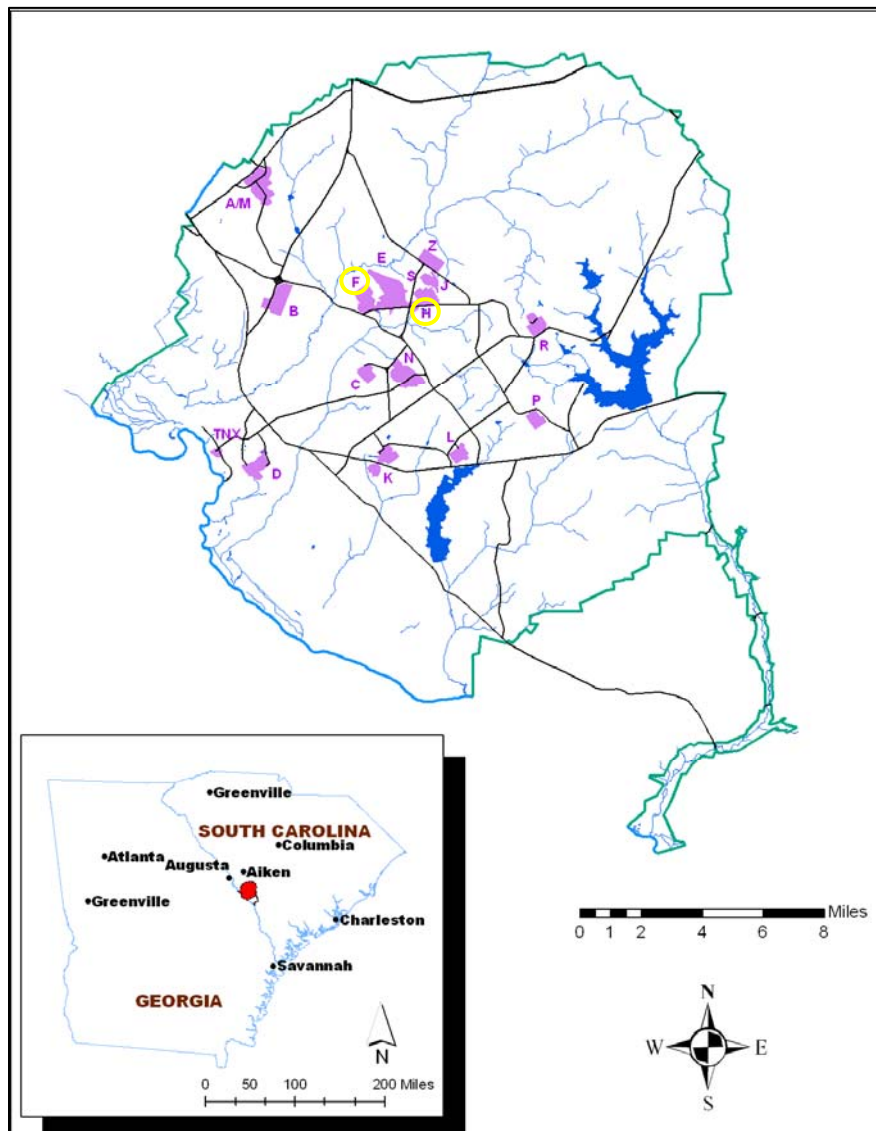 A/M
Z
E
S
F
J
B
H
R
N
C
P
TNX
L
D
K
Greenville
SOUTH CAROLINA
Columbia
Atlanta
Augusta
Aiken
Greenville
Charleston
Savannah
GEORGIA
N
0 50 100 200 Miles
Miles
0 1 2 4 6 8
N
W E
S